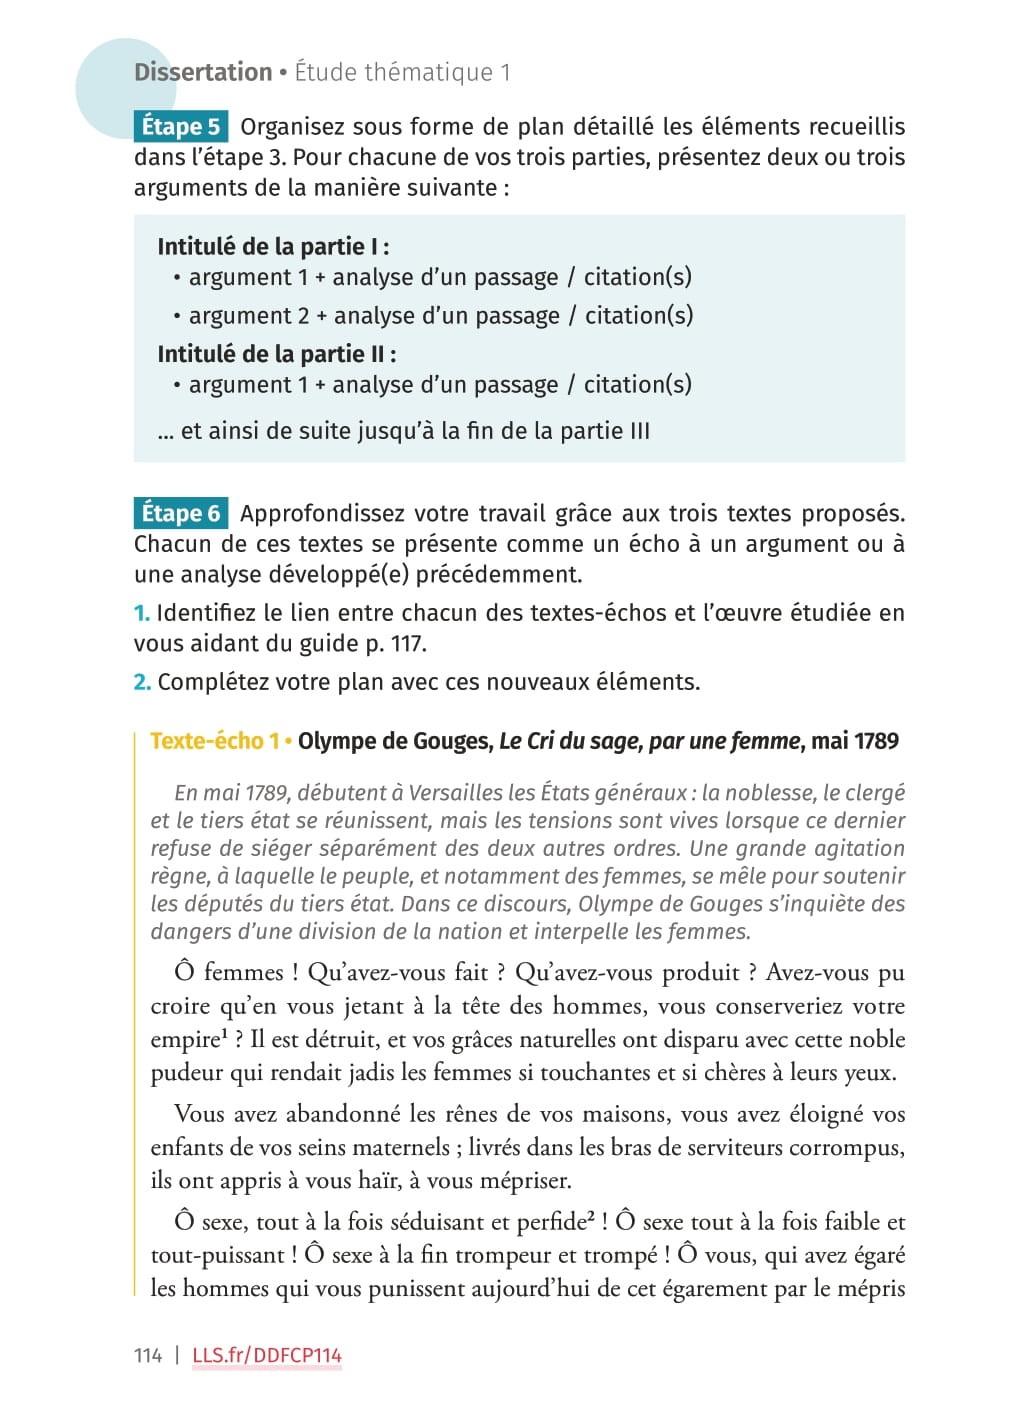 Dissertation • Étude thématique 1
Étape 5 Organisez sous forme de plan détaillé les éléments recueillis
dans l’étape 3. Pour chacune de vos trois parties, présentez deux ou trois
arguments de la manière suivante :
Intitulé de la partie I :
• argument 1 + analyse d’un passage / citation(s)
• argument 2 + analyse d’un passage / citation(s)
Intitulé de la partie II :
• argument 1 + analyse d’un passage / citation(s)
... et ainsi de suite jusqu’à la fin de la partie III
Étape 6 Approfondissez votre travail grâce aux trois textes proposés.
Chacun de ces textes se présente comme un écho à un argument ou à
une analyse développé(e) précédemment.
1. Identifiez le lien entre chacun des textes-échos et l’œuvre étudiée en
vous aidant du guide p. 117.
2. Complétez votre plan avec ces nouveaux éléments.
Texte-écho 1 • Olympe de Gouges, Le Cri du sage, par une femme, mai 1789
En mai 1789, débutent à Versailles les États généraux : la noblesse, le clergé
et le tiers état se réunissent, mais les tensions sont vives lorsque ce dernier
refuse de siéger séparément des deux autres ordres. Une grande agitation
règne, à laquelle le peuple, et notamment des femmes, se mêle pour soutenir
les députés du tiers état. Dans ce discours, Olympe de Gouges s’inquiète des
dangers d’une division de la nation et interpelle les femmes.
Ô femmes ! Qu’avez-vous fait ? Qu’avez-vous produit ? Avez-vous pu
croire qu’en vous jetant à la tête des hommes, vous conserveriez votre
empire¹ ? Il est détruit, et vos grâces naturelles ont disparu avec cette noble
pudeur qui rendait jadis les femmes si touchantes et si chères à leurs yeux.
Vous avez abandonné les rênes de vos maisons, vous avez éloigné vos
enfants de vos seins maternels ; livrés dans les bras de serviteurs corrompus,
ils ont appris à vous haïr, à vous mépriser.
Ô sexe, tout à la fois séduisant et perfide² ! Ô sexe tout à la fois faible et
tout-puissant ! Ô sexe à la fin trompeur et trompé ! Ô vous, qui avez égaré
les hommes qui vous punissent aujourd’hui de cet égarement par le mépris
114 | LLS.fr/DDFCP114